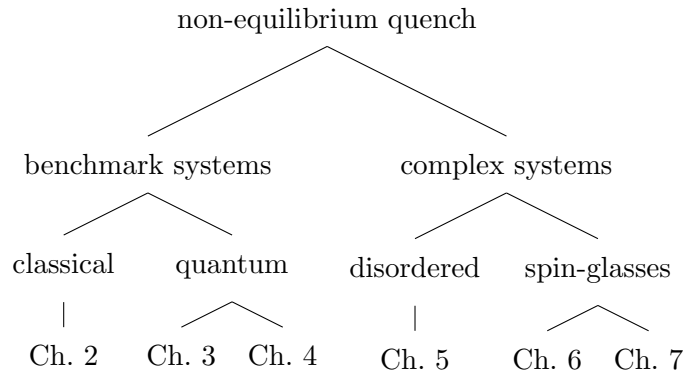 non-equilibrium quench
benchmark systems complex systems
classical quantum disordered spin-glasses
Ch. 2 Ch. 3 Ch. 4 Ch. 5 Ch. 6 Ch. 7